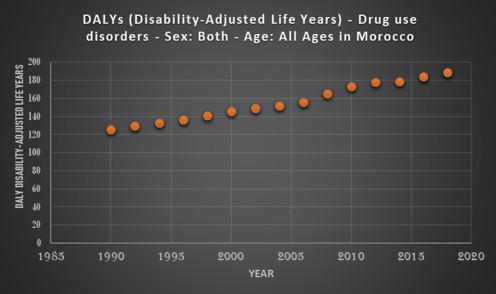 DALYs (Disability-Adjusted Life Years) - Drug use
disorders - Sex: Both - Age: All Ages in Morocco
DALY DISABILITY-ADJUSTED LIFE YEARS
200
180
160
140
120
100
80
60
40
20
0
1985 1990 1995 2000 2005 2010 2015 2020
YEAR